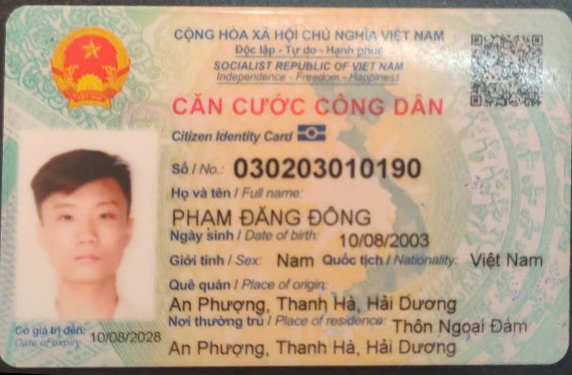 CỘNG HÒA XÃ HỘI CHỦ NGHĨA VIỆT NAM
Độc lập - Tự do - Hạnh phúc
SOCIALIST REPUBLIC OF VIET NAM
Independence - Freedom - Happiness
CĂN CƯỚC CÔNG DÂN
Citizen Identity Card
Số / No.: 030203010190
Họ và tên / Full name:
PHẠM ĐĂNG ĐÔNG
Ngày sinh / Date of birth: 10/08/2003
Giới tính / Sex: Nam Quốc tịch / Nationality: Việt Nam
Quê quán / Place of origin:
An Phượng, Thanh Hà, Hải Dương
Nơi thường trú / Place of residence: Thôn Ngoại Đàm
An Phượng, Thanh Hà, Hải Dương
Có giá trị đến: 10/08/2028
Date of expiry